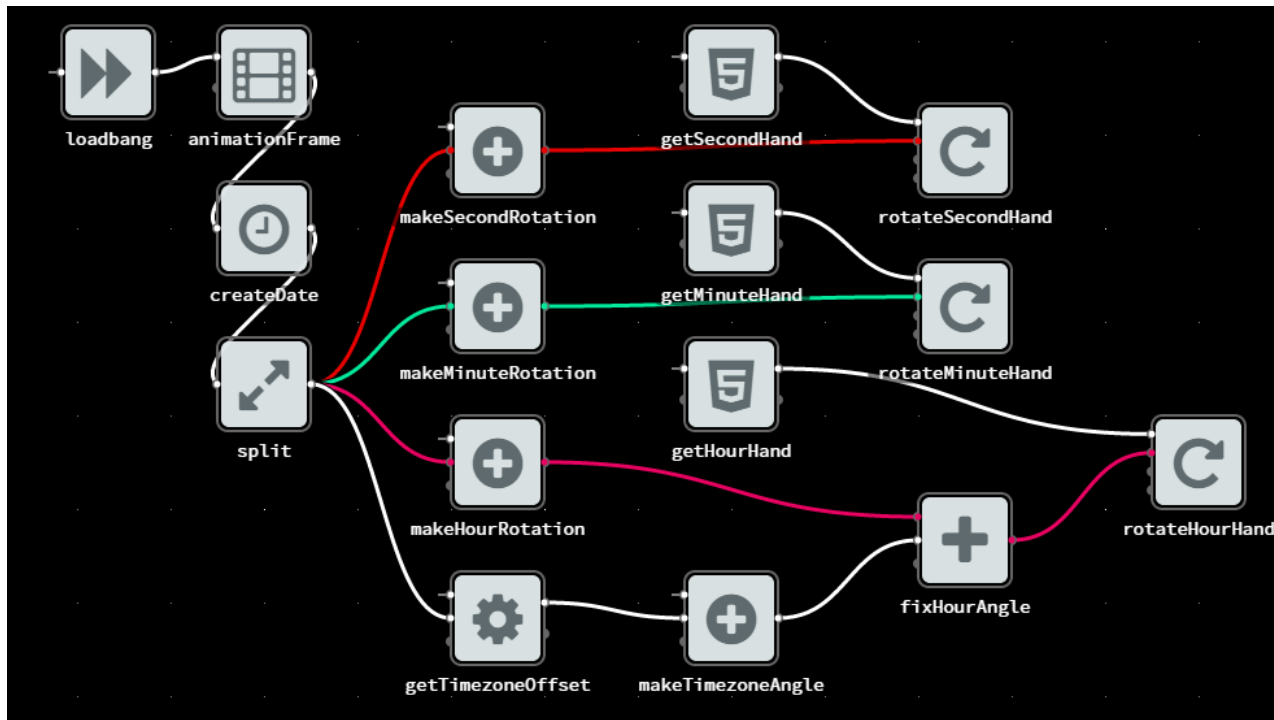 loadbang
animationFrame
getSecondHand
makeSecondRotation
rotateSecondHand
createDate
getMinuteHand
makeMinuteRotation
rotateMinuteHand
split
getHourHand
makeHourRotation
rotateHourHand
fixHourAngle
getTimezoneOffset
makeTimezoneAngle